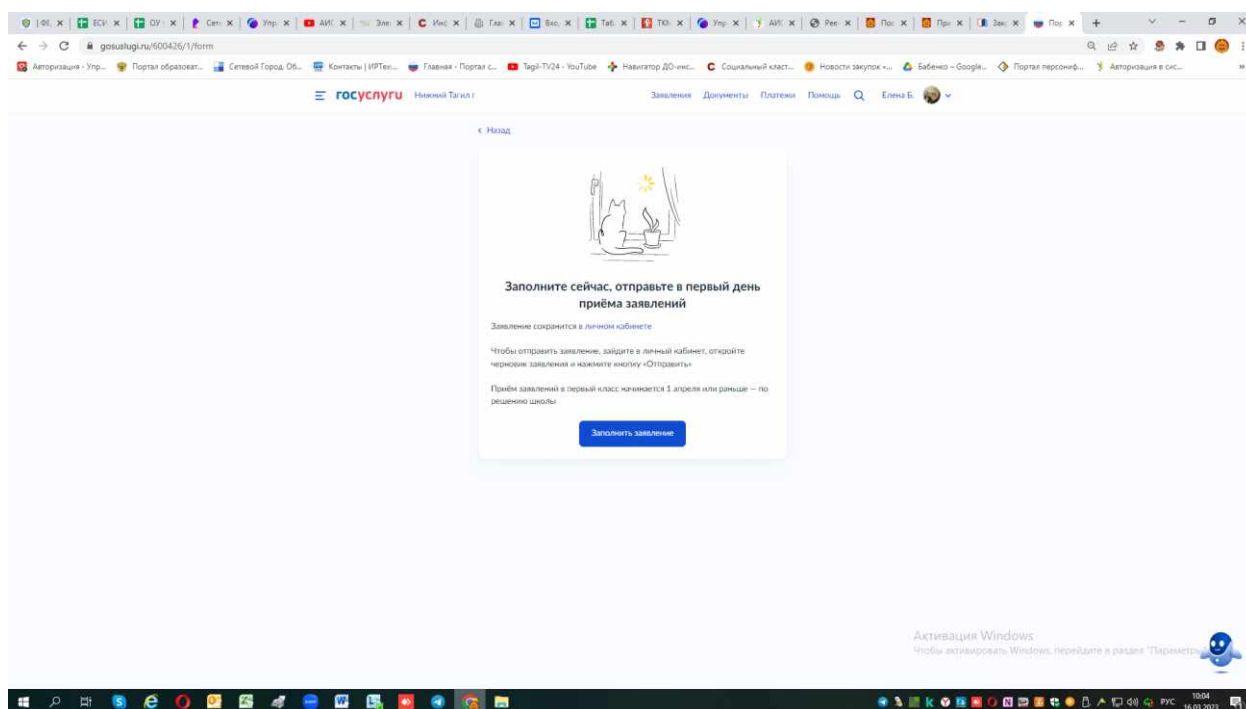 gosuslugi.ru/600426/1/form
Авторизация - Упр...
Портал образоват...
Сетевой Город. Об...
Контакты | ИРТех...
Главная - Портал с...
Tagil-TV24 - YouTube
Навигатор ДО-инс...
Социальный класт...
Новости закупок «...
Бабенко – Google...
Портал персониф...
Авторизация в сис...
госуслуги Нижний Тагил г
Заявления Документы Платежи Помощь Елена Б.
Назад
Заполните сейчас, отправьте в первый день
приёма заявлений
Заявление сохранится в личном кабинете
Чтобы отправить заявление, зайдите в личный кабинет, откройте
черновик заявления и нажмите кнопку «Отправить»
Приём заявлений в первый класс начинается 1 апреля или раньше — по
решению школы
Заполнить заявление
Активация Windows
Чтобы активировать Windows, перейдите в раздел "Параметры
РУС
10:04
16.03.2023